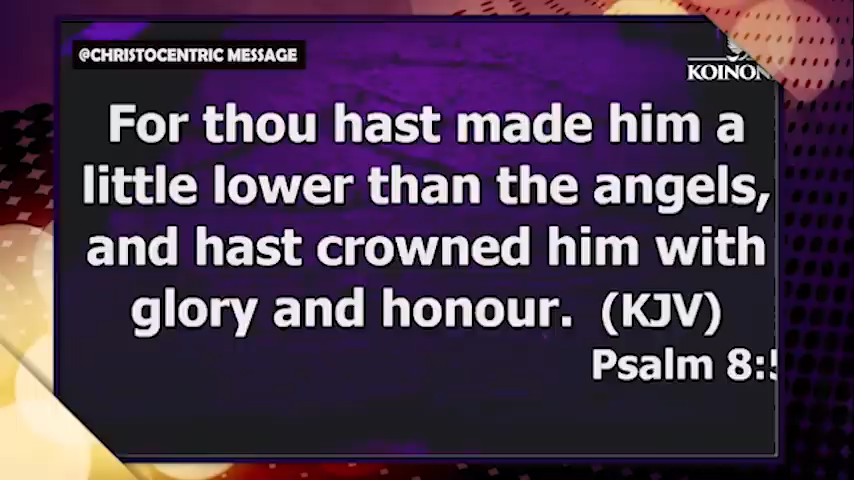 @CHRISTOCENTRIC MESSAGE
KOINON
For thou hast made him a
little lower than the angels,
and hast crowned him with
glory and honour. (KJV)
Psalm 8:5